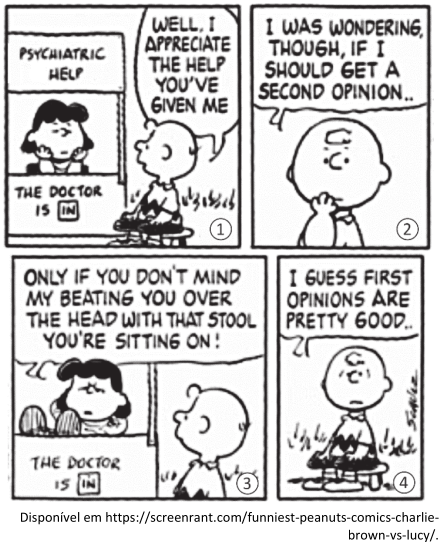 PSYCHIATRIC
HELP
THE DOCTOR
IS IN
WELL, I
APPRECIATE
THE HELP
YOU'VE
GIVEN ME
1
I WAS WONDERING,
THOUGH, IF I
SHOULD GET A
SECOND OPINION..
2
ONLY IF YOU DON'T MIND
MY BEATING YOU OVER
THE HEAD WITH THAT STOOL
YOU'RE SITTING ON!
THE DOCTOR
IS IN
3
I GUESS FIRST
OPINIONS ARE
PRETTY GOOD..
SCHULZ
4
Disponível em https://screenrant.com/funniest-peanuts-comics-charlie-
brown-vs-lucy/.